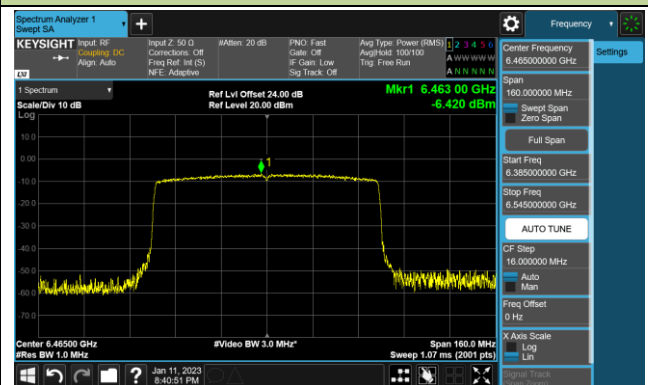 Spectrum Analyzer 1
Swept SA
Frequency
KEYSIGHT
Input: RF
Coupling: DC
Align: Auto
Input Z: 50 Ω
Corrections: Off
Freq Ref: Int (S)
NFE: Adaptive
#Atten: 20 dB
PNO: Fast
Gate: Off
IF Gain: Low
Sig Track: Off
Avg Type: Power (RMS)
Avg|Hold: 100/100
Trig: Free Run
1 2 3 4 5 6
A W W W W W
A N N N N N
LXI
1 Spectrum
Scale/Div 10 dB
Log
Ref Lvl Offset 24.00 dB
Ref Level 20.00 dBm
Mkr1 6.463 00 GHz
-6.420 dBm
10.0
0.00
-10.0
-20.0
-30.0
-40.0
-50.0
-60.0
-70.0
1
Center 6.46500 GHz
#Res BW 1.0 MHz
#Video BW 3.0 MHz*
Span 160.0 MHz
Sweep 1.07 ms (2001 pts)
Jan 11, 2023
8:40:51 PM
Center Frequency
6.465000000 GHz
Settings
Span
160.000000 MHz
Swept Span
Zero Span
Full Span
Start Freq
6.385000000 GHz
Stop Freq
6.545000000 GHz
AUTO TUNE
CF Step
16.000000 MHz
Auto
Man
Freq Offset
0 Hz
X Axis Scale
Log
Lin
Signal Track
(Span Zoom)